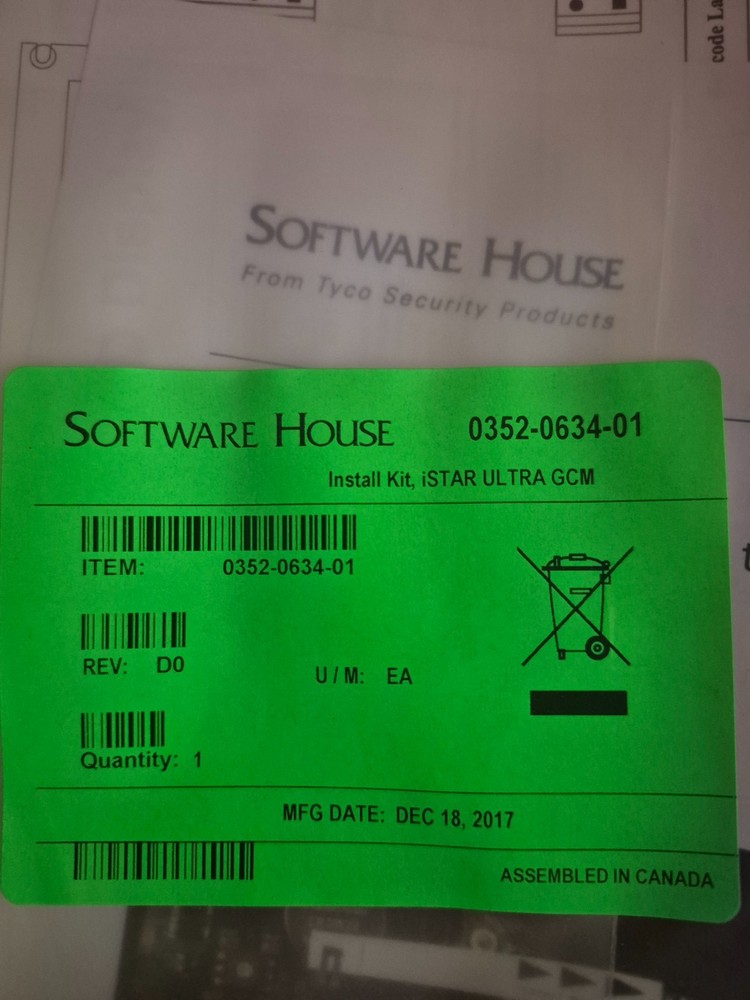 code La
SOFTWARE HOUSE
From Tyco Security Products
SOFTWARE HOUSE 0352-0634-01
Install Kit, iSTAR ULTRA GCM
ITEM: 0352-0634-01
REV: D0
U / M: EA
Quantity: 1
MFG DATE: DEC 18, 2017
ASSEMBLED IN CANADA